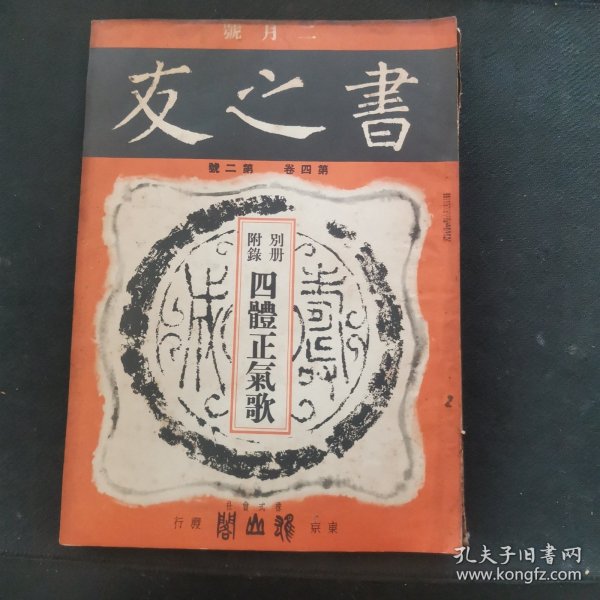 二月號
書之友
第四卷 第二號
別册
附錄
四體正氣歌
株式會社
東京 雄山閣 發行
2
孔夫子旧书网
www.kongfz.com